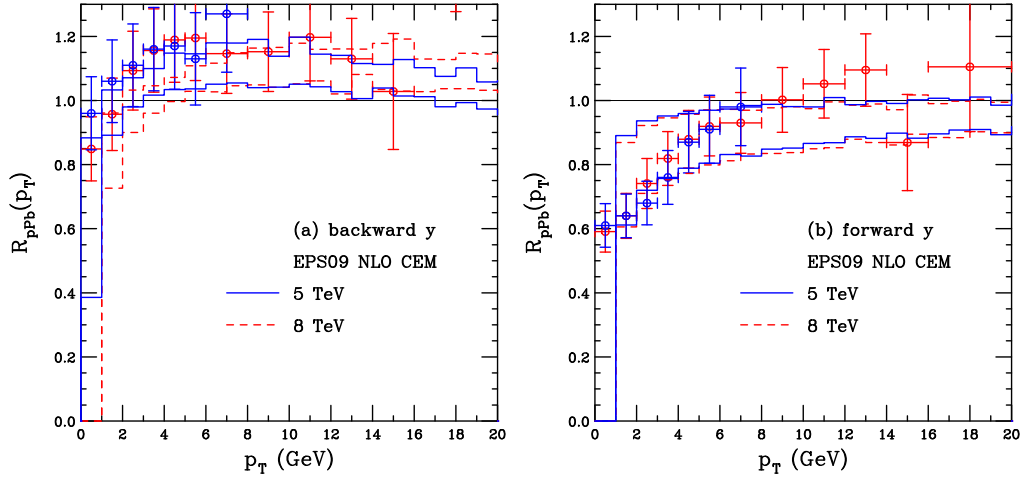 R_pPb(p_T)
1.2
1.0
0.8
0.6
0.4
0.2
0.0
(a) backward y
EPS09 NLO CEM
5 TeV
8 TeV
0 2 4 6 8 10 12 14 16 18 20
p_T (GeV)
R_pPb(p_T)
1.2
1.0
0.8
0.6
0.4
0.2
0.0
(b) forward y
EPS09 NLO CEM
5 TeV
8 TeV
0 2 4 6 8 10 12 14 16 18 20
p_T (GeV)